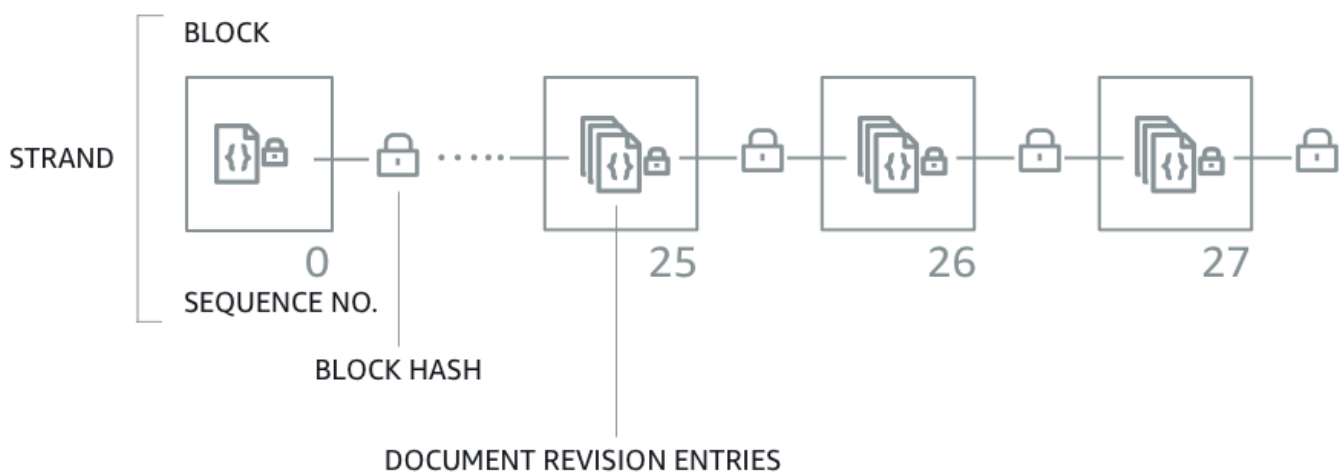 BLOCK
STRAND
{}
{}
{}
{}
0
25
26
27
SEQUENCE NO.
BLOCK HASH
DOCUMENT REVISION ENTRIES